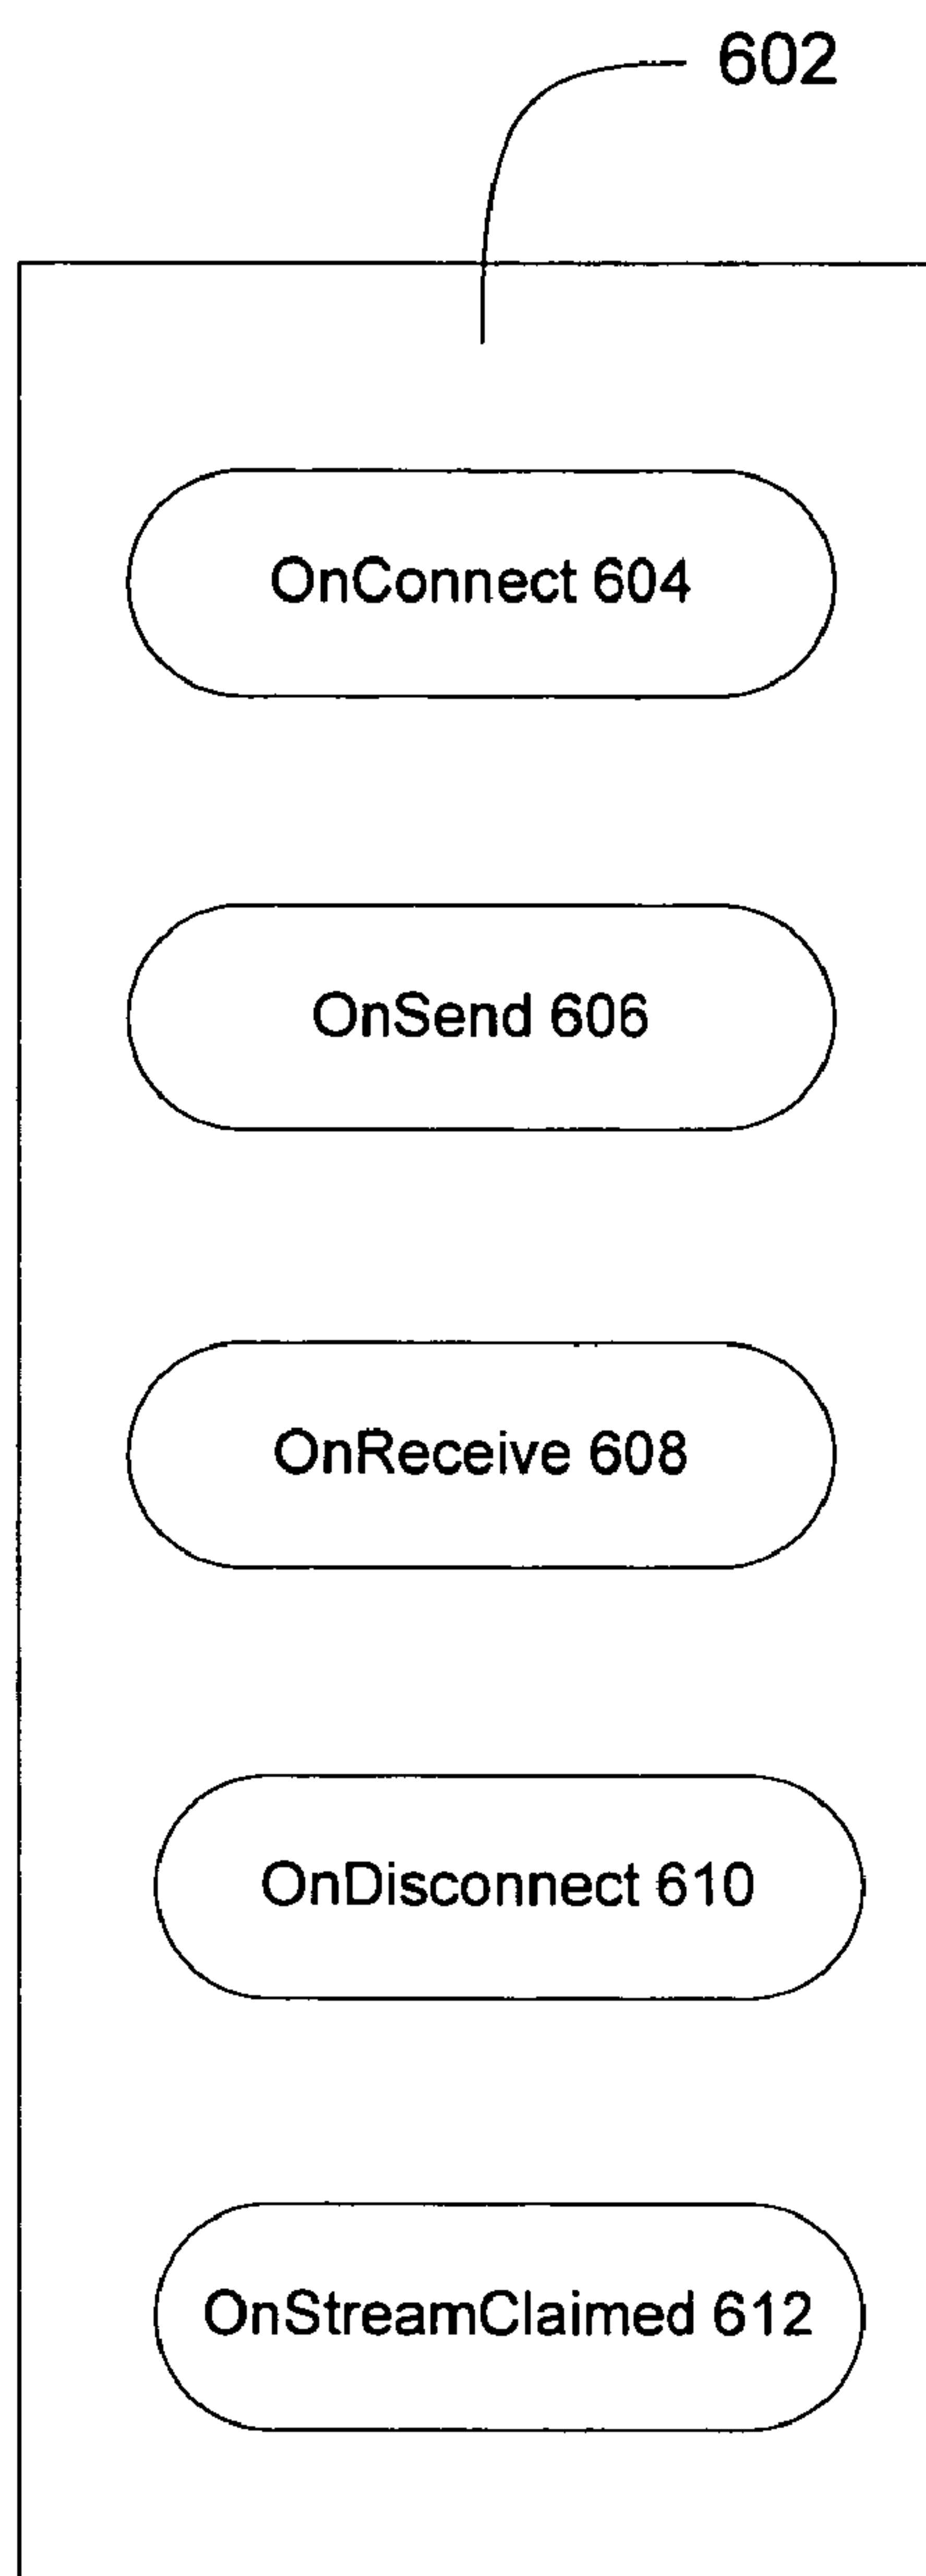 602
OnConnect 604
OnSend 606
OnReceive 608
OnDisconnect 610
OnStreamClaimed 612